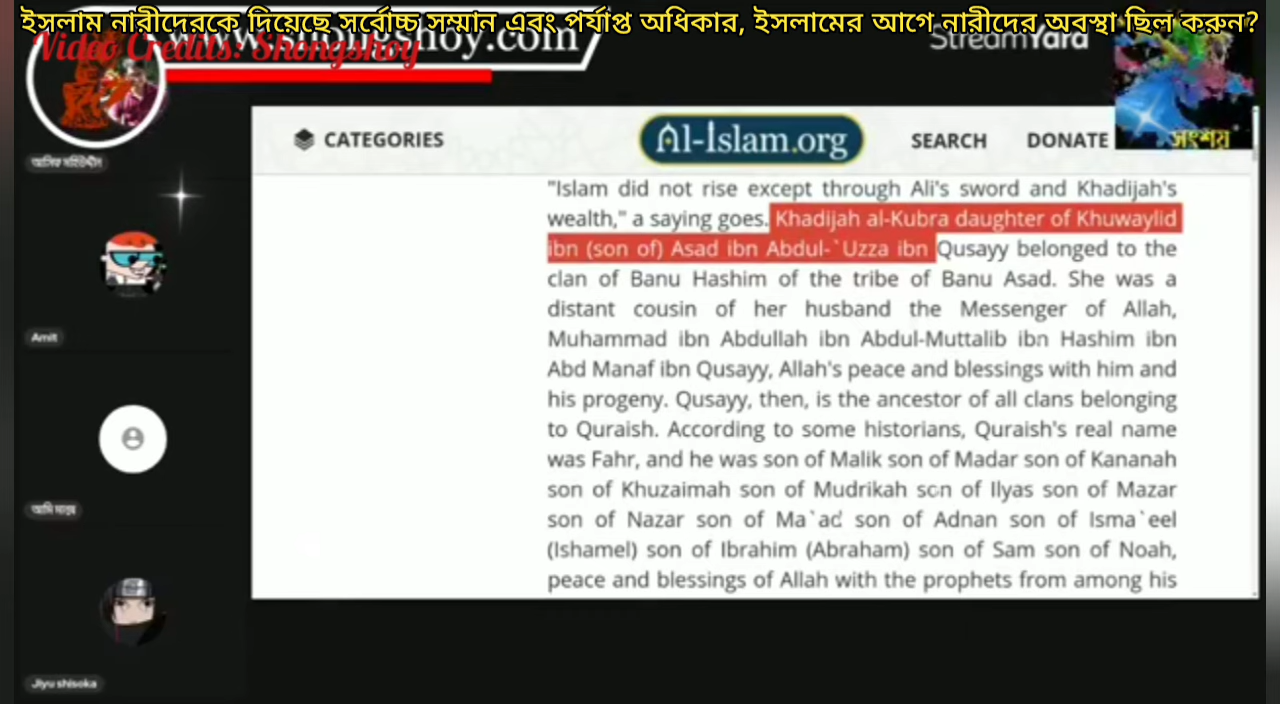 ইসলাম নারীদেরকে দিয়েছে সর্বোচ্চ সম্মান এবং পর্যাপ্ত অধিকার, ইসলামের আগে নারীদের অবস্থা ছিল করুন?
Video Credits: Shongshoy
StreamYard
সংশয়
CATEGORIES
Al-Islam.org
SEARCH
DONATE
"Islam did not rise except through Ali's sword and Khadijah's
wealth," a saying goes. Khadijah al-Kubra daughter of Khuwaylid
ibn (son of) Asad ibn Abdul-`Uzza ibn Qusayy belonged to the
clan of Banu Hashim of the tribe of Banu Asad. She was a
distant cousin of her husband the Messenger of Allah,
Muhammad ibn Abdullah ibn Abdul-Muttalib ibn Hashim ibn
Abd Manaf ibn Qusayy, Allah's peace and blessings with him and
his progeny. Qusayy, then, is the ancestor of all clans belonging
to Quraish. According to some historians, Quraish's real name
was Fahr, and he was son of Malik son of Madar son of Kananah
son of Khuzaimah son of Mudrikah son of Ilyas son of Mazar
son of Nazar son of Ma`ad son of Adnan son of Isma`eel
(Ishamel) son of Ibrahim (Abraham) son of Sam son of Noah,
peace and blessings of Allah with the prophets from among his
Amit
আমি মানুষ
Jiyu shisoka